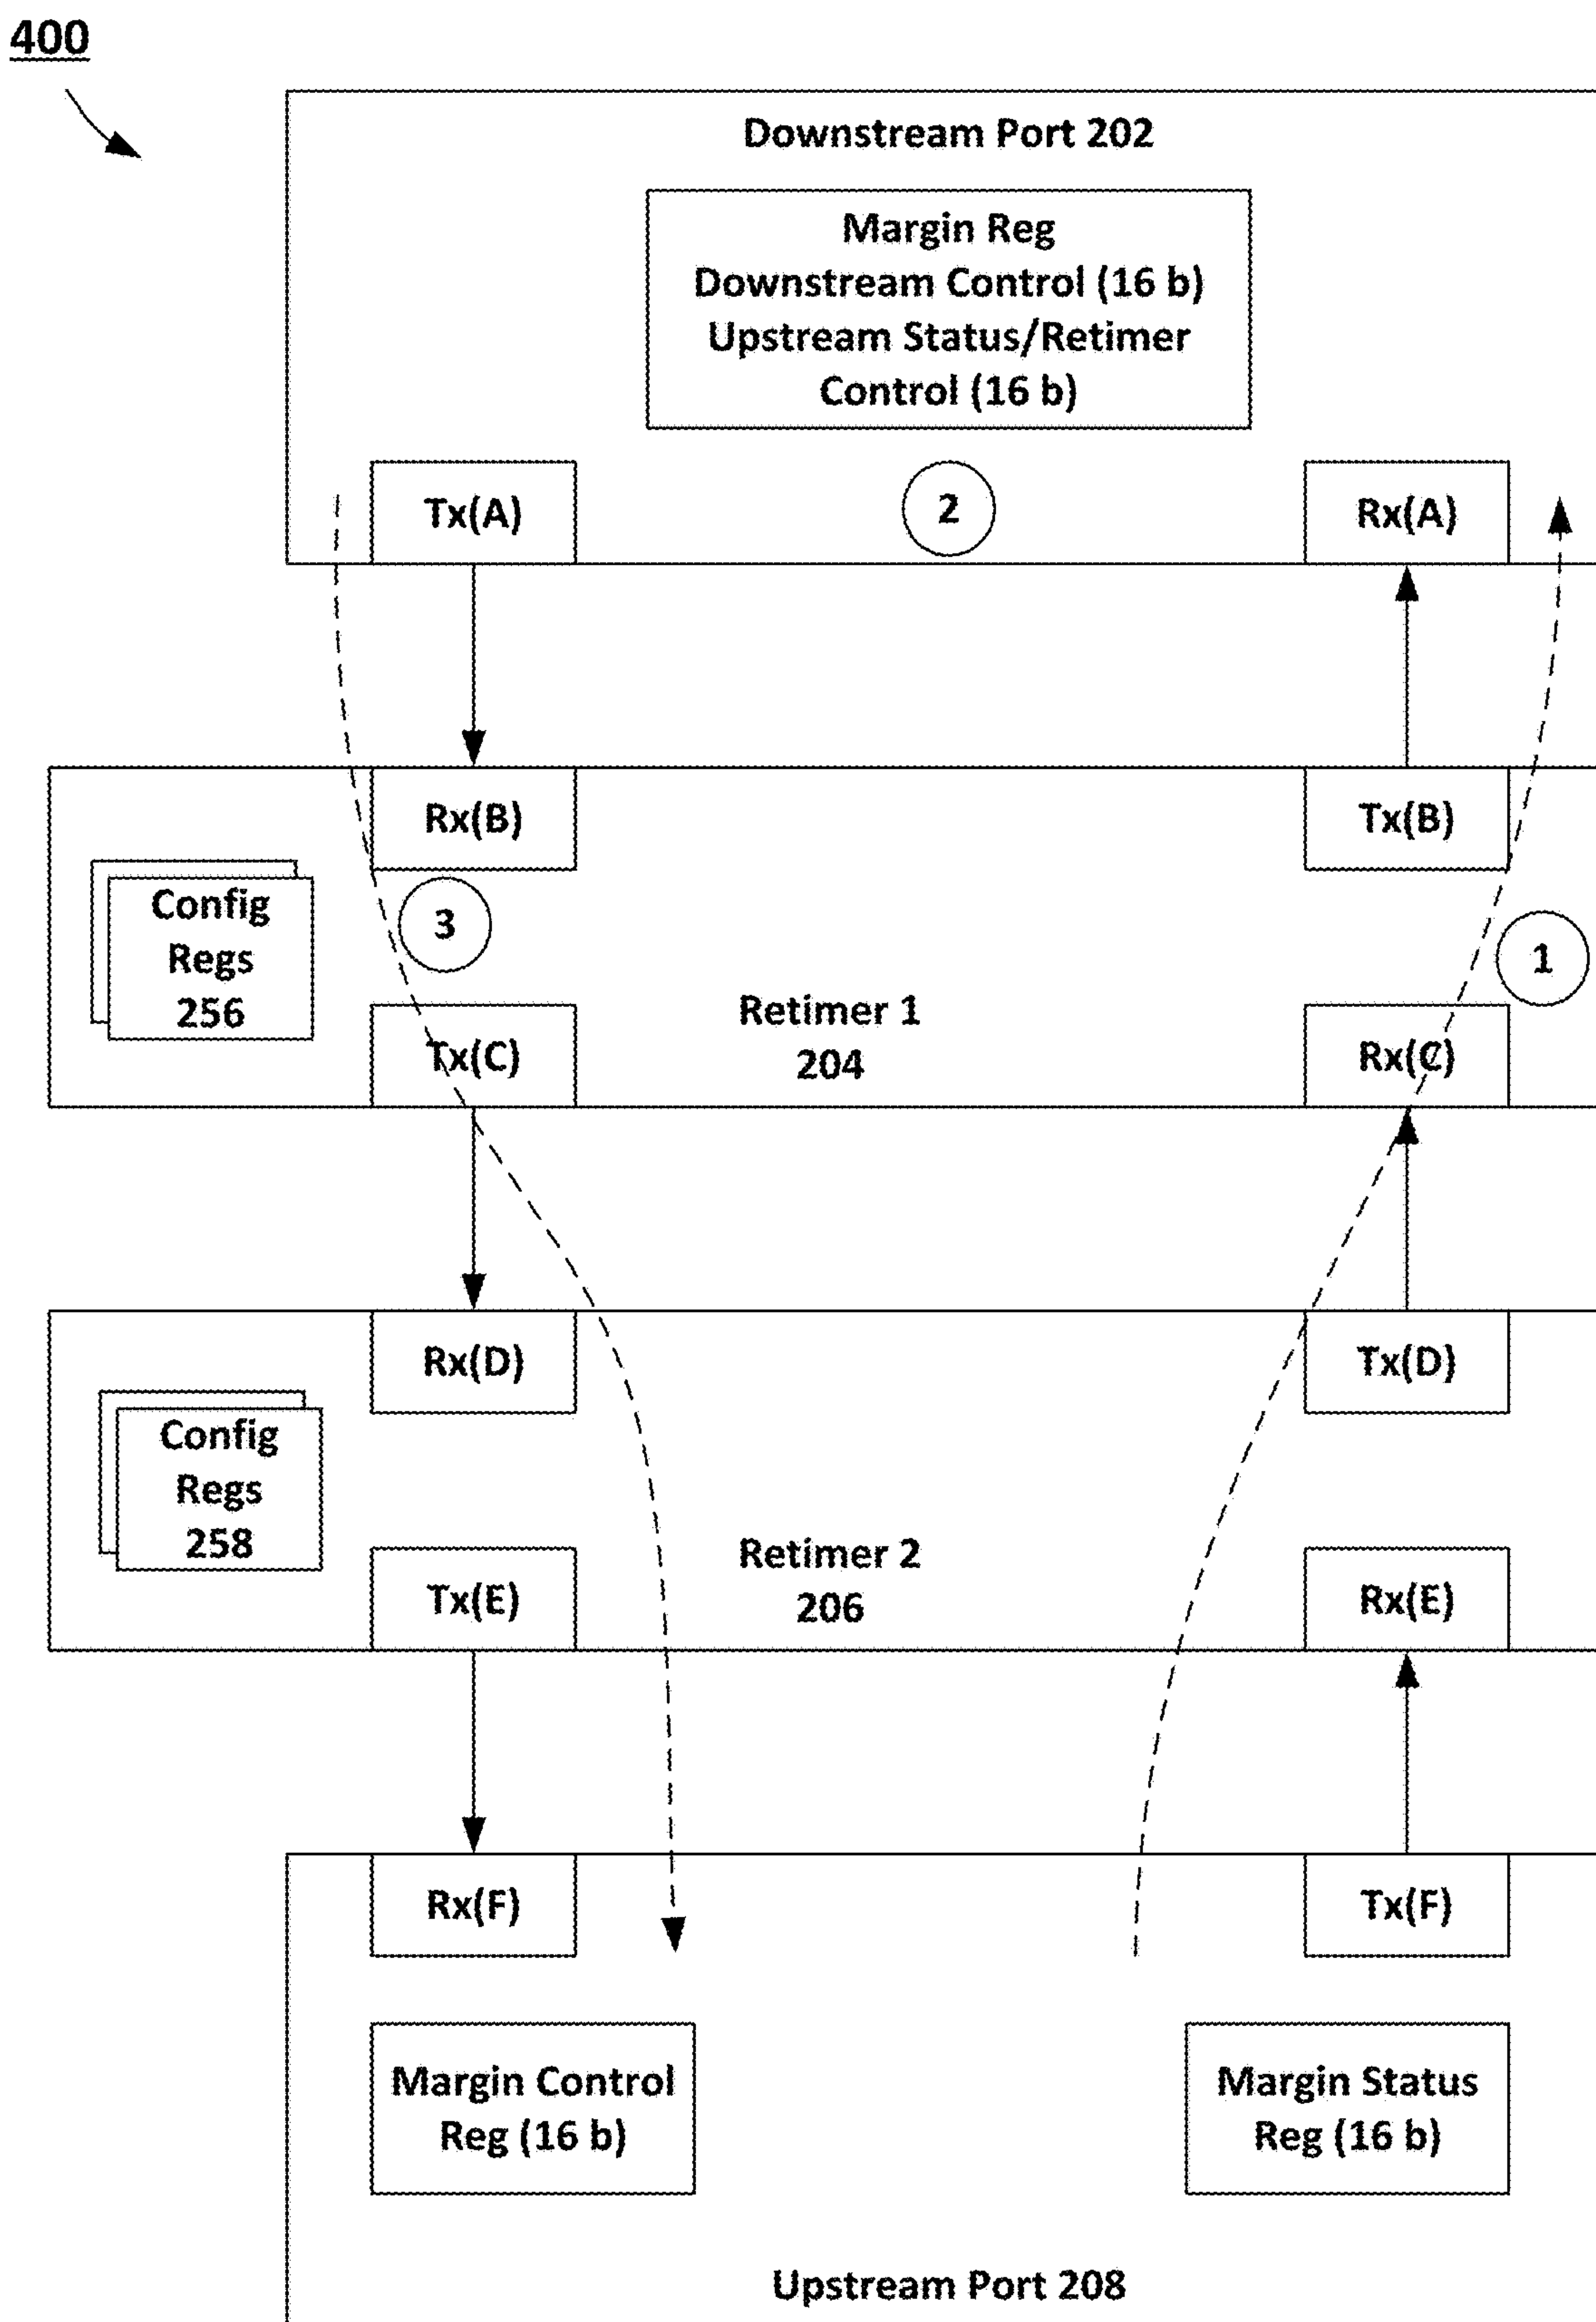 400
Downstream Port 202
Margin Reg
Downstream Control (16 b)
Upstream Status/Retimer
Control (16 b)
Tx(A)
2
Rx(A)
Rx(B)
Tx(B)
Config
Regs
256
3
1
Retimer 1
204
Tx(C)
Rx(C)
Rx(D)
Tx(D)
Config
Regs
258
Retimer 2
206
Tx(E)
Rx(E)
Rx(F)
Tx(F)
Margin Control
Reg (16 b)
Margin Status
Reg (16 b)
Upstream Port 208